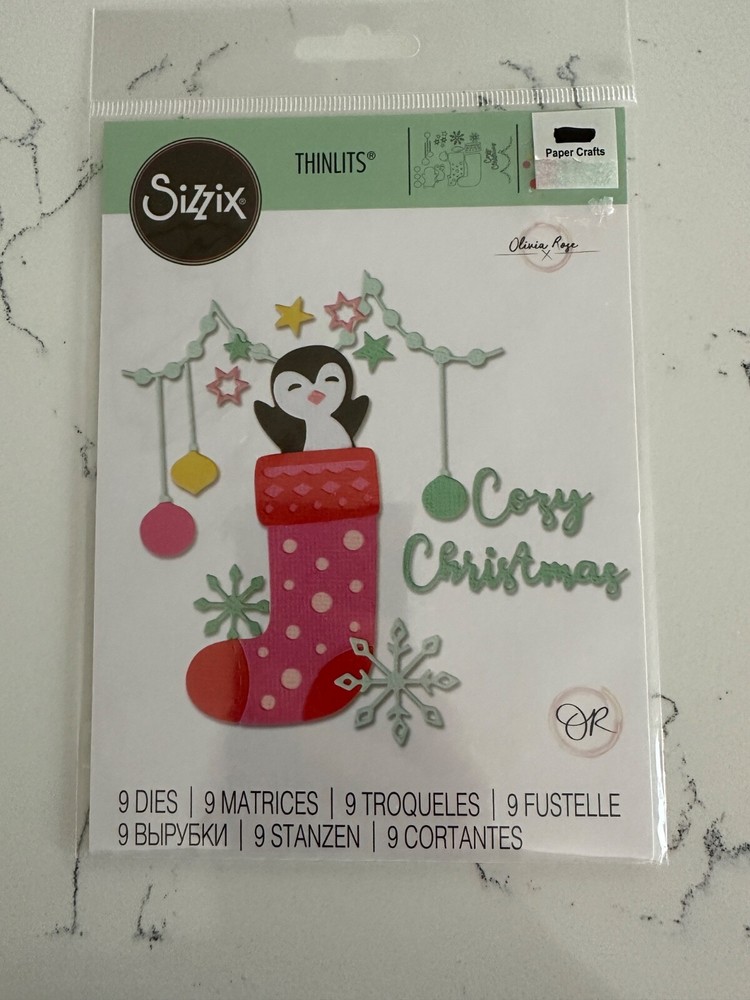 Sizzix®
THINLITS®
Paper Crafts
Olivia Rose
X
Cozy
Christmas
OR
9 DIES | 9 MATRICES | 9 TROQUELES | 9 FUSTELLE
9 ВЫРУБКИ | 9 STANZEN | 9 CORTANTES